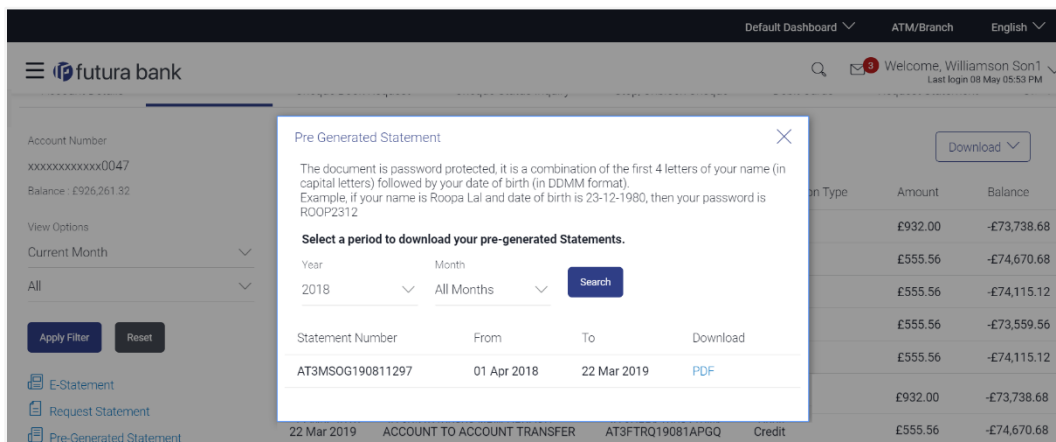 Default Dashboard ATM/Branch English
futura bank
3 Welcome, Williamson Son1
Last login 08 May 05:53 PM
Account Number
xxxxxxxxxxxx0047
Balance : £926,261.32
View Options
Current Month
All
Apply Filter Reset
E-Statement
Request Statement
Pre-Generated Statement
Pre Generated Statement
The document is password protected, it is a combination of the first 4 letters of your name (in
capital letters) followed by your date of birth (in DDMM format).
Example, if your name is Roopa Lal and date of birth is 23-12-1980, then your password is
ROOP2312
Select a period to download your pre-generated Statements.
Year Month
2018 All Months Search
Statement Number From To Download
AT3MSOG190811297 01 Apr 2018 22 Mar 2019 PDF
Download
on Type Amount Balance
£932.00 -£73,738.68
£555.56 -£74,670.68
£555.56 -£74,115.12
£555.56 -£73,559.56
£555.56 -£74,115.12
£932.00 -£73,738.68
22 Mar 2019 ACCOUNT TO ACCOUNT TRANSFER AT3FTRQ19081APGQ Credit £555.56 -£74,670.68